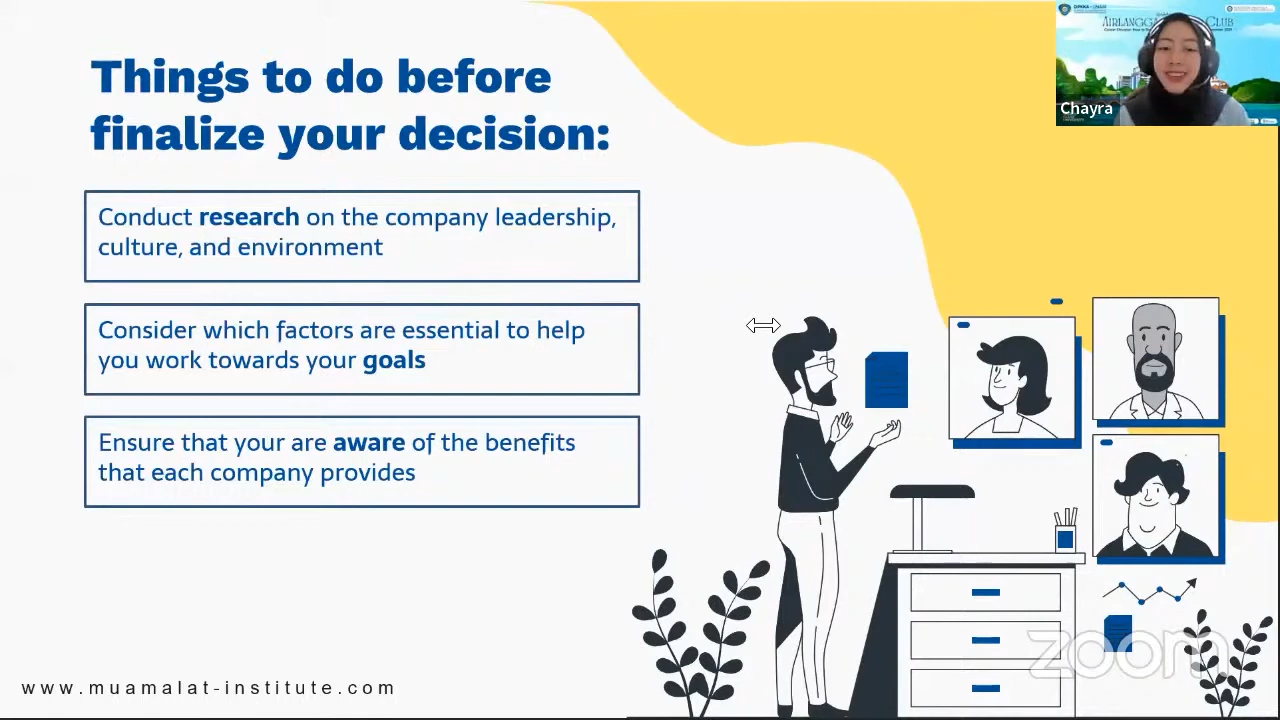 Things to do before
finalize your decision:
Conduct research on the company leadership,
culture, and environment
Consider which factors are essential to help
you work towards your goals
Ensure that your are aware of the benefits
that each company provides
www.muamalat-institute.com
AIRLANGGA
CLUB
Chayra
zoom